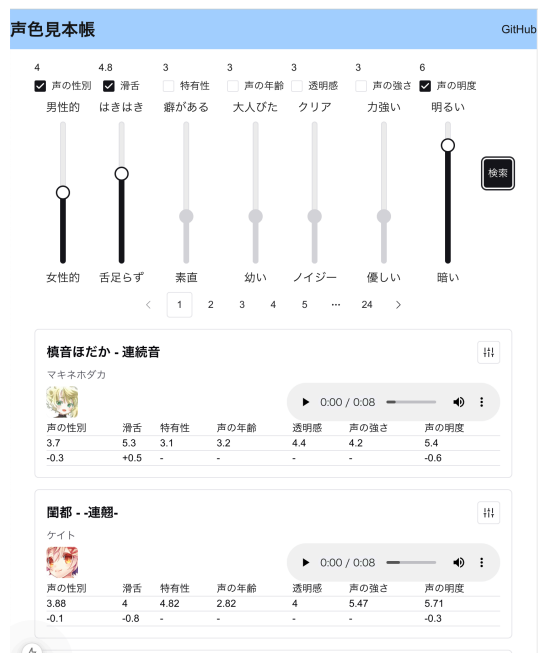 声色見本帳 GitHub
4 4.8 3 3 3 3 6
声の性別 滑舌 特有性 声の年齢 透明感 声の強さ 声の明度
男性的 はきはき 癖がある 大人びた クリア 力強い 明るい
検索
女性的 舌足らず 素直 幼い ノイジー 優しい 暗い
1 2 3 4 5 ••• 24
槙音ほだか - 連続音
マキネホダカ
0:00 / 0:08
声の性別 滑舌 特有性 声の年齢 透明感 声の強さ 声の明度
3.7 5.3 3.1 3.2 4.4 4.2 5.4
-0.3 +0.5 - - - - -0.6
閨都 - -連翹-
ケイト
0:00 / 0:08
声の性別 滑舌 特有性 声の年齢 透明感 声の強さ 声の明度
3.88 4 4.82 2.82 4 5.47 5.71
-0.1 -0.8 - - - - -0.3